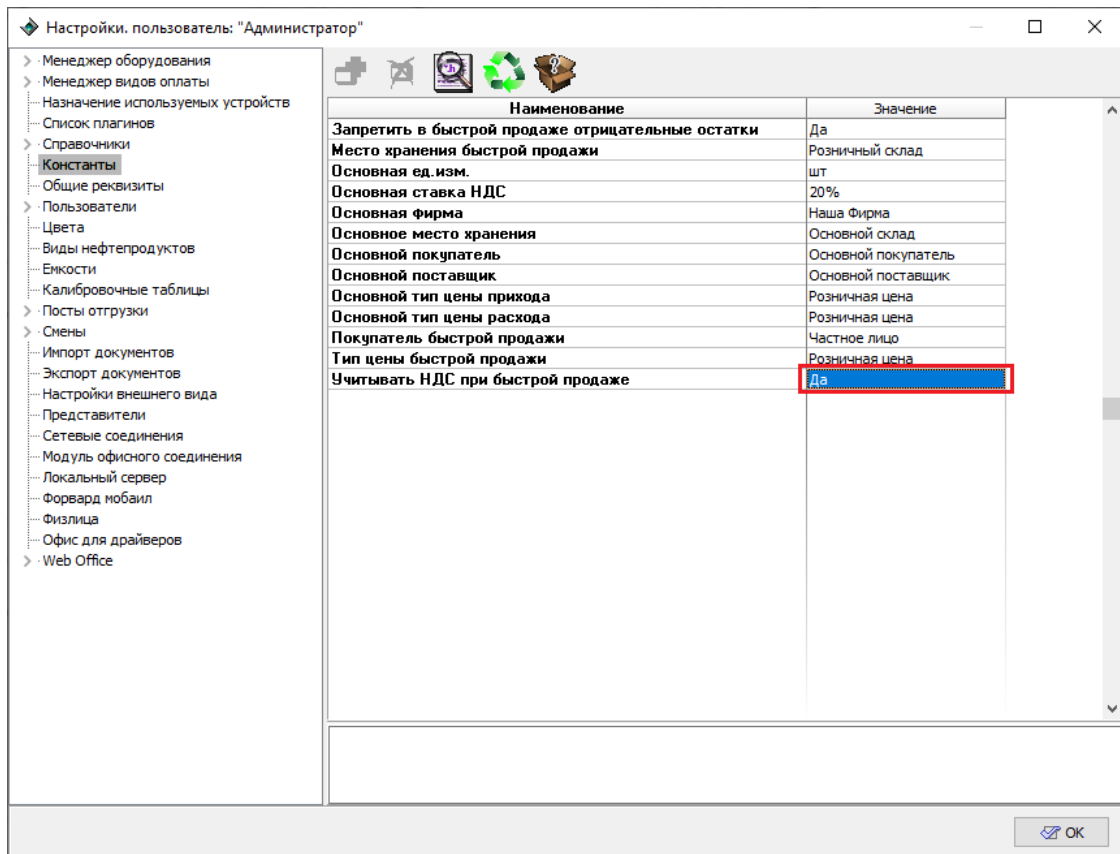 Настройки. пользователь: "Администратор"
Менеджер оборудования
Менеджер видов оплаты
Назначение используемых устройств
Список плагинов
Справочники
Константы
Общие реквизиты
Пользователи
Цвета
Виды нефтепродуктов
Емкости
Калибровочные таблицы
Посты отгрузки
Смены
Импорт документов
Экспорт документов
Настройки внешнего вида
Представители
Сетевые соединения
Модуль офисного соединения
Локальный сервер
Форвард мобаил
Физлица
Офис для драйверов
Web Office
Наименование Значение
Запретить в быстрой продаже отрицательные остатки Да
Место хранения быстрой продажи Розничный склад
Основная ед.изм. шт
Основная ставка НДС 20%
Основная фирма Наша Фирма
Основное место хранения Основной склад
Основной покупатель Основной покупатель
Основной поставщик Основной поставщик
Основной тип цены прихода Розничная цена
Основной тип цены расхода Розничная цена
Покупатель быстрой продажи Частное лицо
Тип цены быстрой продажи Розничная цена
Учитывать НДС при быстрой продаже Да
OK